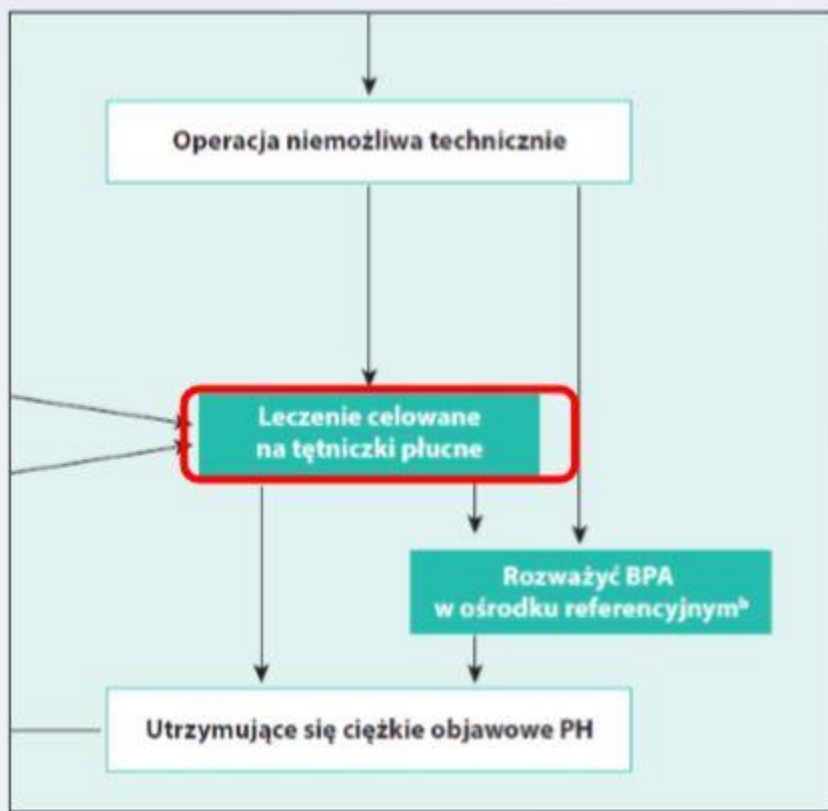 Operacja niemożliwa technicznie
Leczenie celowane
na tętniczki płucne
Rozważyć BPA
w ośrodku referencyjnymᵇ
Utrzymujące się ciężkie objawowe PH